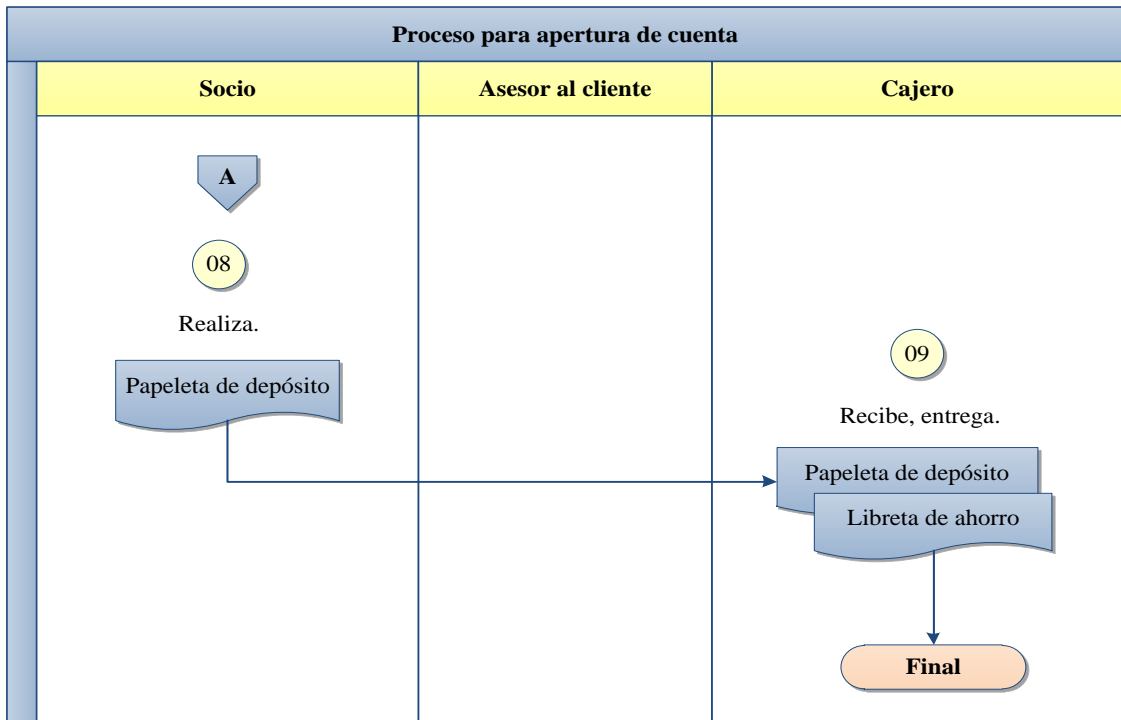 Proceso para apertura de cuenta
Socio
Asesor al cliente
Cajero
A
08
Realiza.
Papeleta de depósito
09
Recibe, entrega.
Papeleta de depósito
Libreta de ahorro
Final